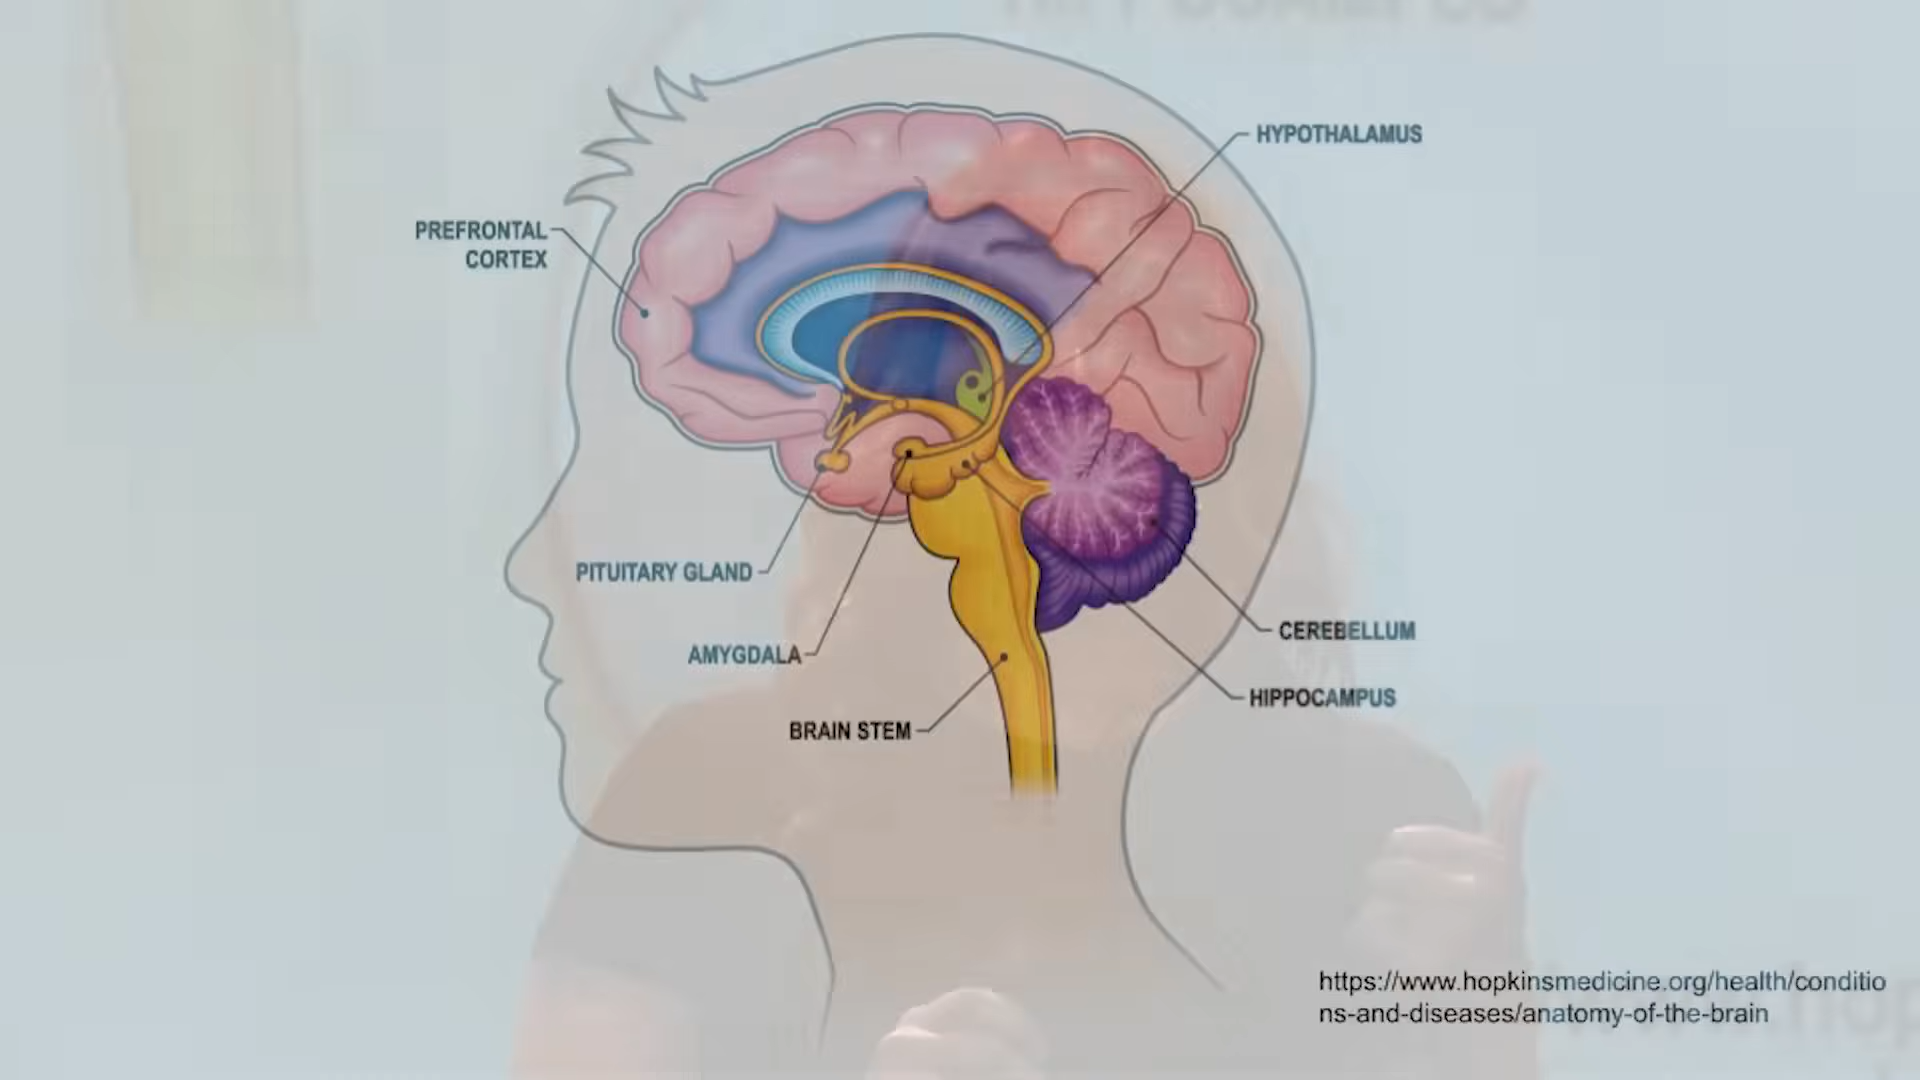 HYPOTHALAMUS
PREFRONTAL
CORTEX
PITUITARY GLAND
AMYGDALA
BRAIN STEM
CEREBELLUM
HIPPOCAMPUS
https://www.hopkinsmedicine.org/health/conditio
ns-and-diseases/anatomy-of-the-brain